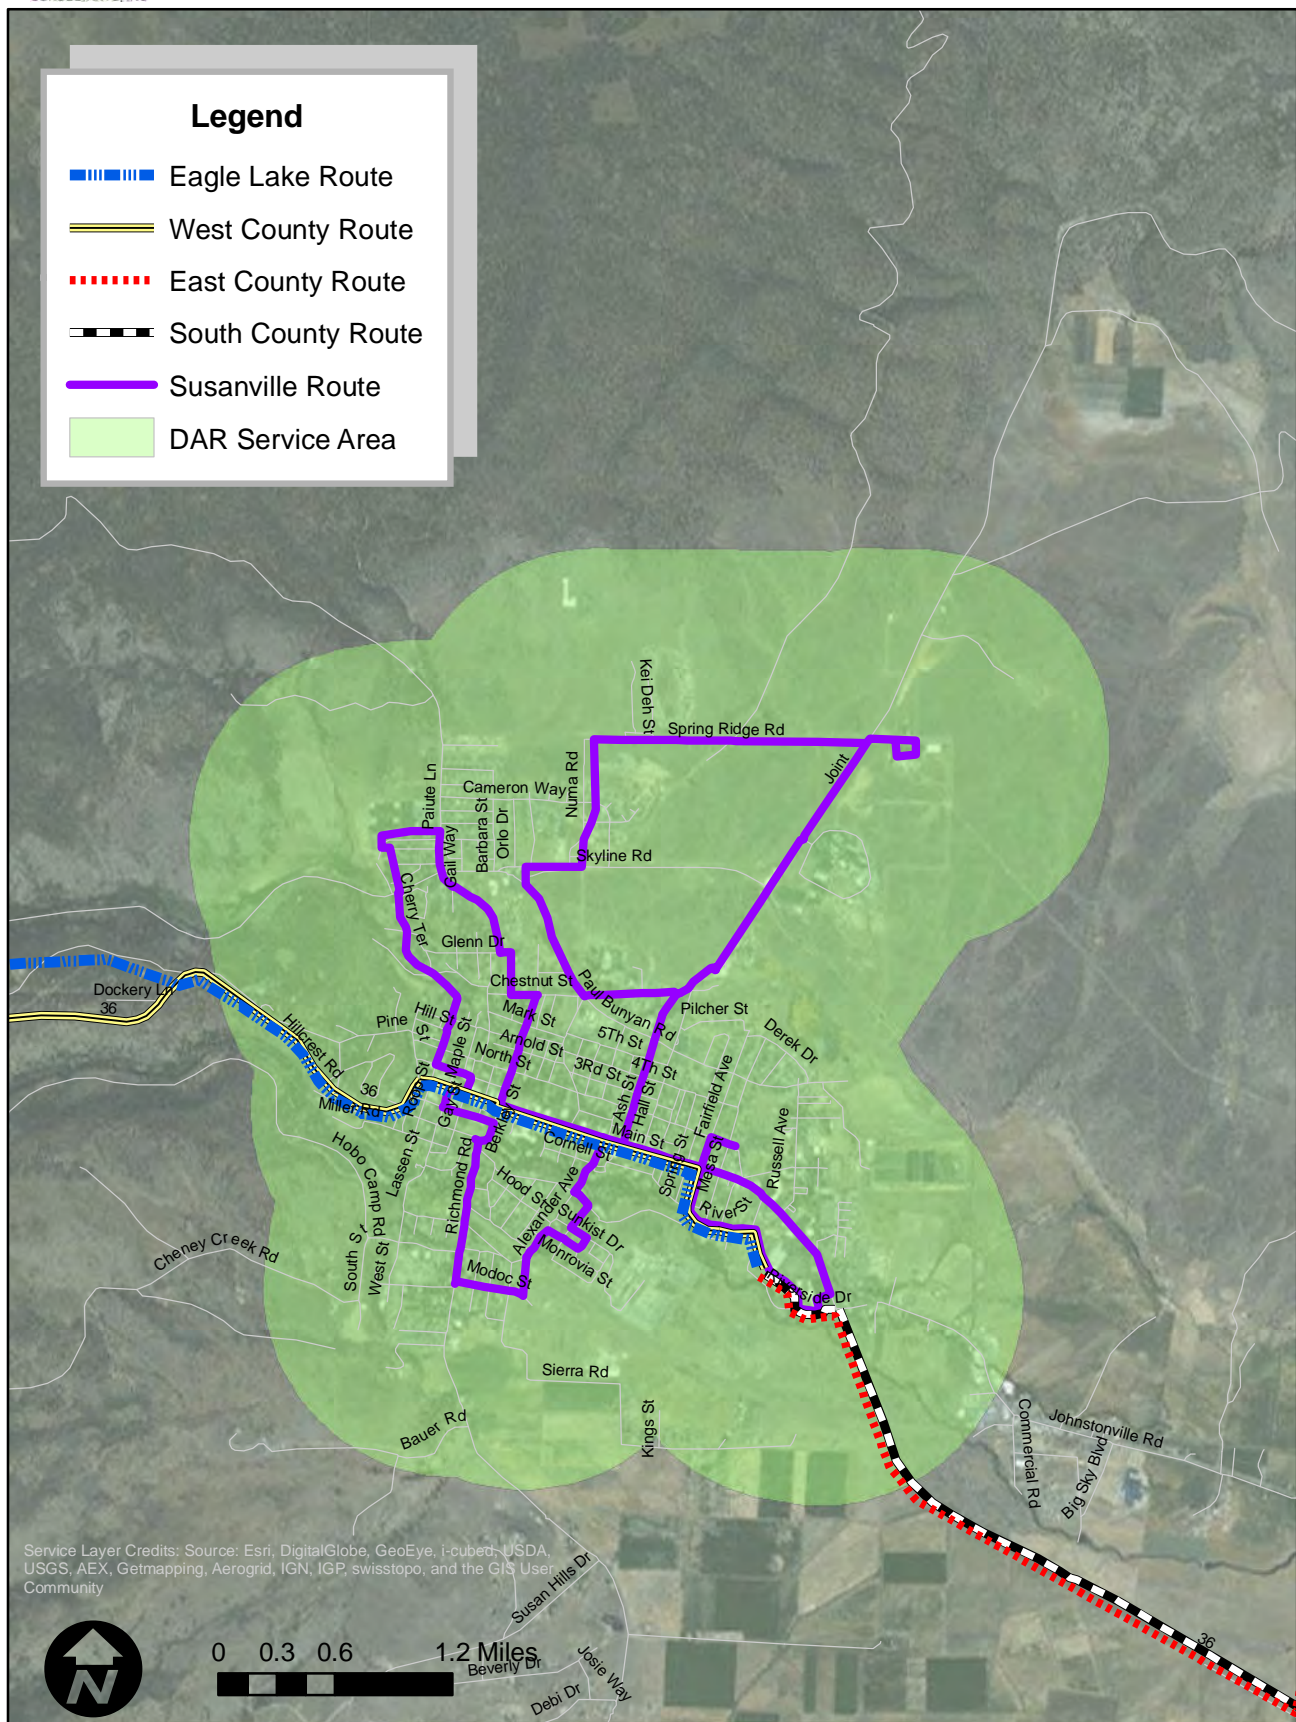 Legend
Eagle Lake Route
West County Route
East County Route
South County Route
Susanville Route
DAR Service Area
Kei Deh St
Spring Ridge Rd
Numa Rd
Joint
Paiute Ln
Cameron Way
Barbara St
Orlo Dr
Gail Way
Skyline Rd
Cherry Ter
Glenn Dr
Chestnut St
Paul Bunyan Rd
Pilcher St
Dockery Ln
36
Hillcrest Rd
Pine St
Hill St
Maple St
Mark St
Arnold St
North St
5Th St
4Th St
3Rd St
Derek Dr
36
Miller Rd
Roop St
Gay St
Berkley St
Ash St
Hall St
Fairfield Ave
Main St
Cornell St
Spring St
Mesa St
Russell Ave
Hobo Camp Rd
Lassen St
Richmond Rd
Hood St
Alexander Ave
Sunkist Dr
River St
Cheney Creek Rd
South St
West St
Modoc St
Monrovia St
Riverside Dr
Sierra Rd
Bauer Rd
Kings St
Commercial Rd
Johnstonville Rd
Big Sky Blvd
Service Layer Credits: Source: Esri, DigitalGlobe, GeoEye, i-cubed, USDA,
USGS, AEX, Getmapping, Aerogrid, IGN, IGP, swisstopo, and the GIS User
Community
Susan Hills Dr
36
N
0 0.3 0.6 1.2 Miles
Beverly Dr
Josie Way
Debi Dr